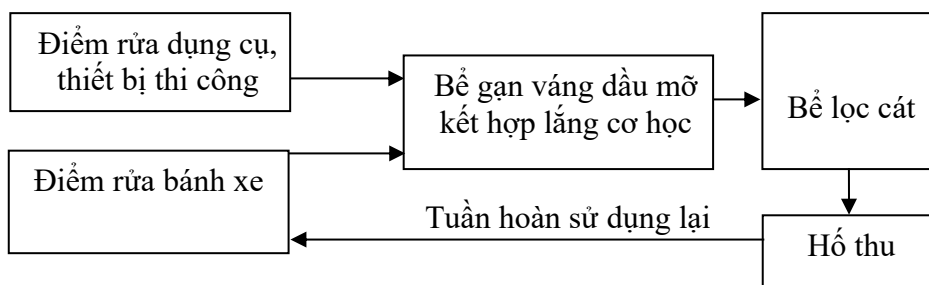 Điểm rửa dụng cụ,
thiết bị thi công
Bể gạn váng dầu mỡ
kết hợp lắng cơ học
Bể lọc cát
Điểm rửa bánh xe
Tuần hoàn sử dụng lại
Hố thu